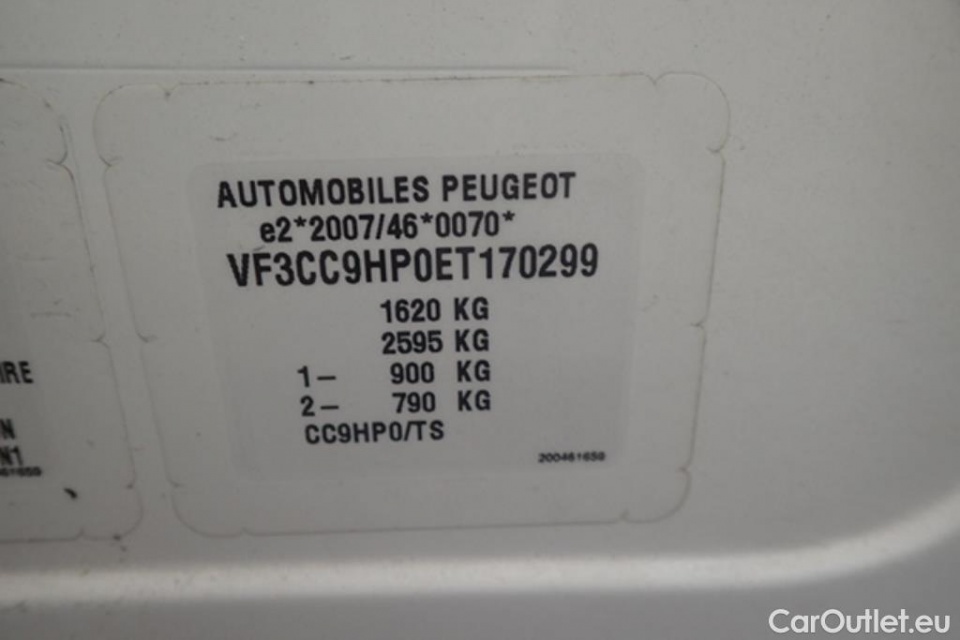 AUTOMOBILES PEUGEOT
e2*2007/46*0070*
VF3CC9HP0ET170299
1620 KG
2595 KG
1- 900 KG
2- 790 KG
CC9HP0/TS
200461659
N1
CarOutlet.eu